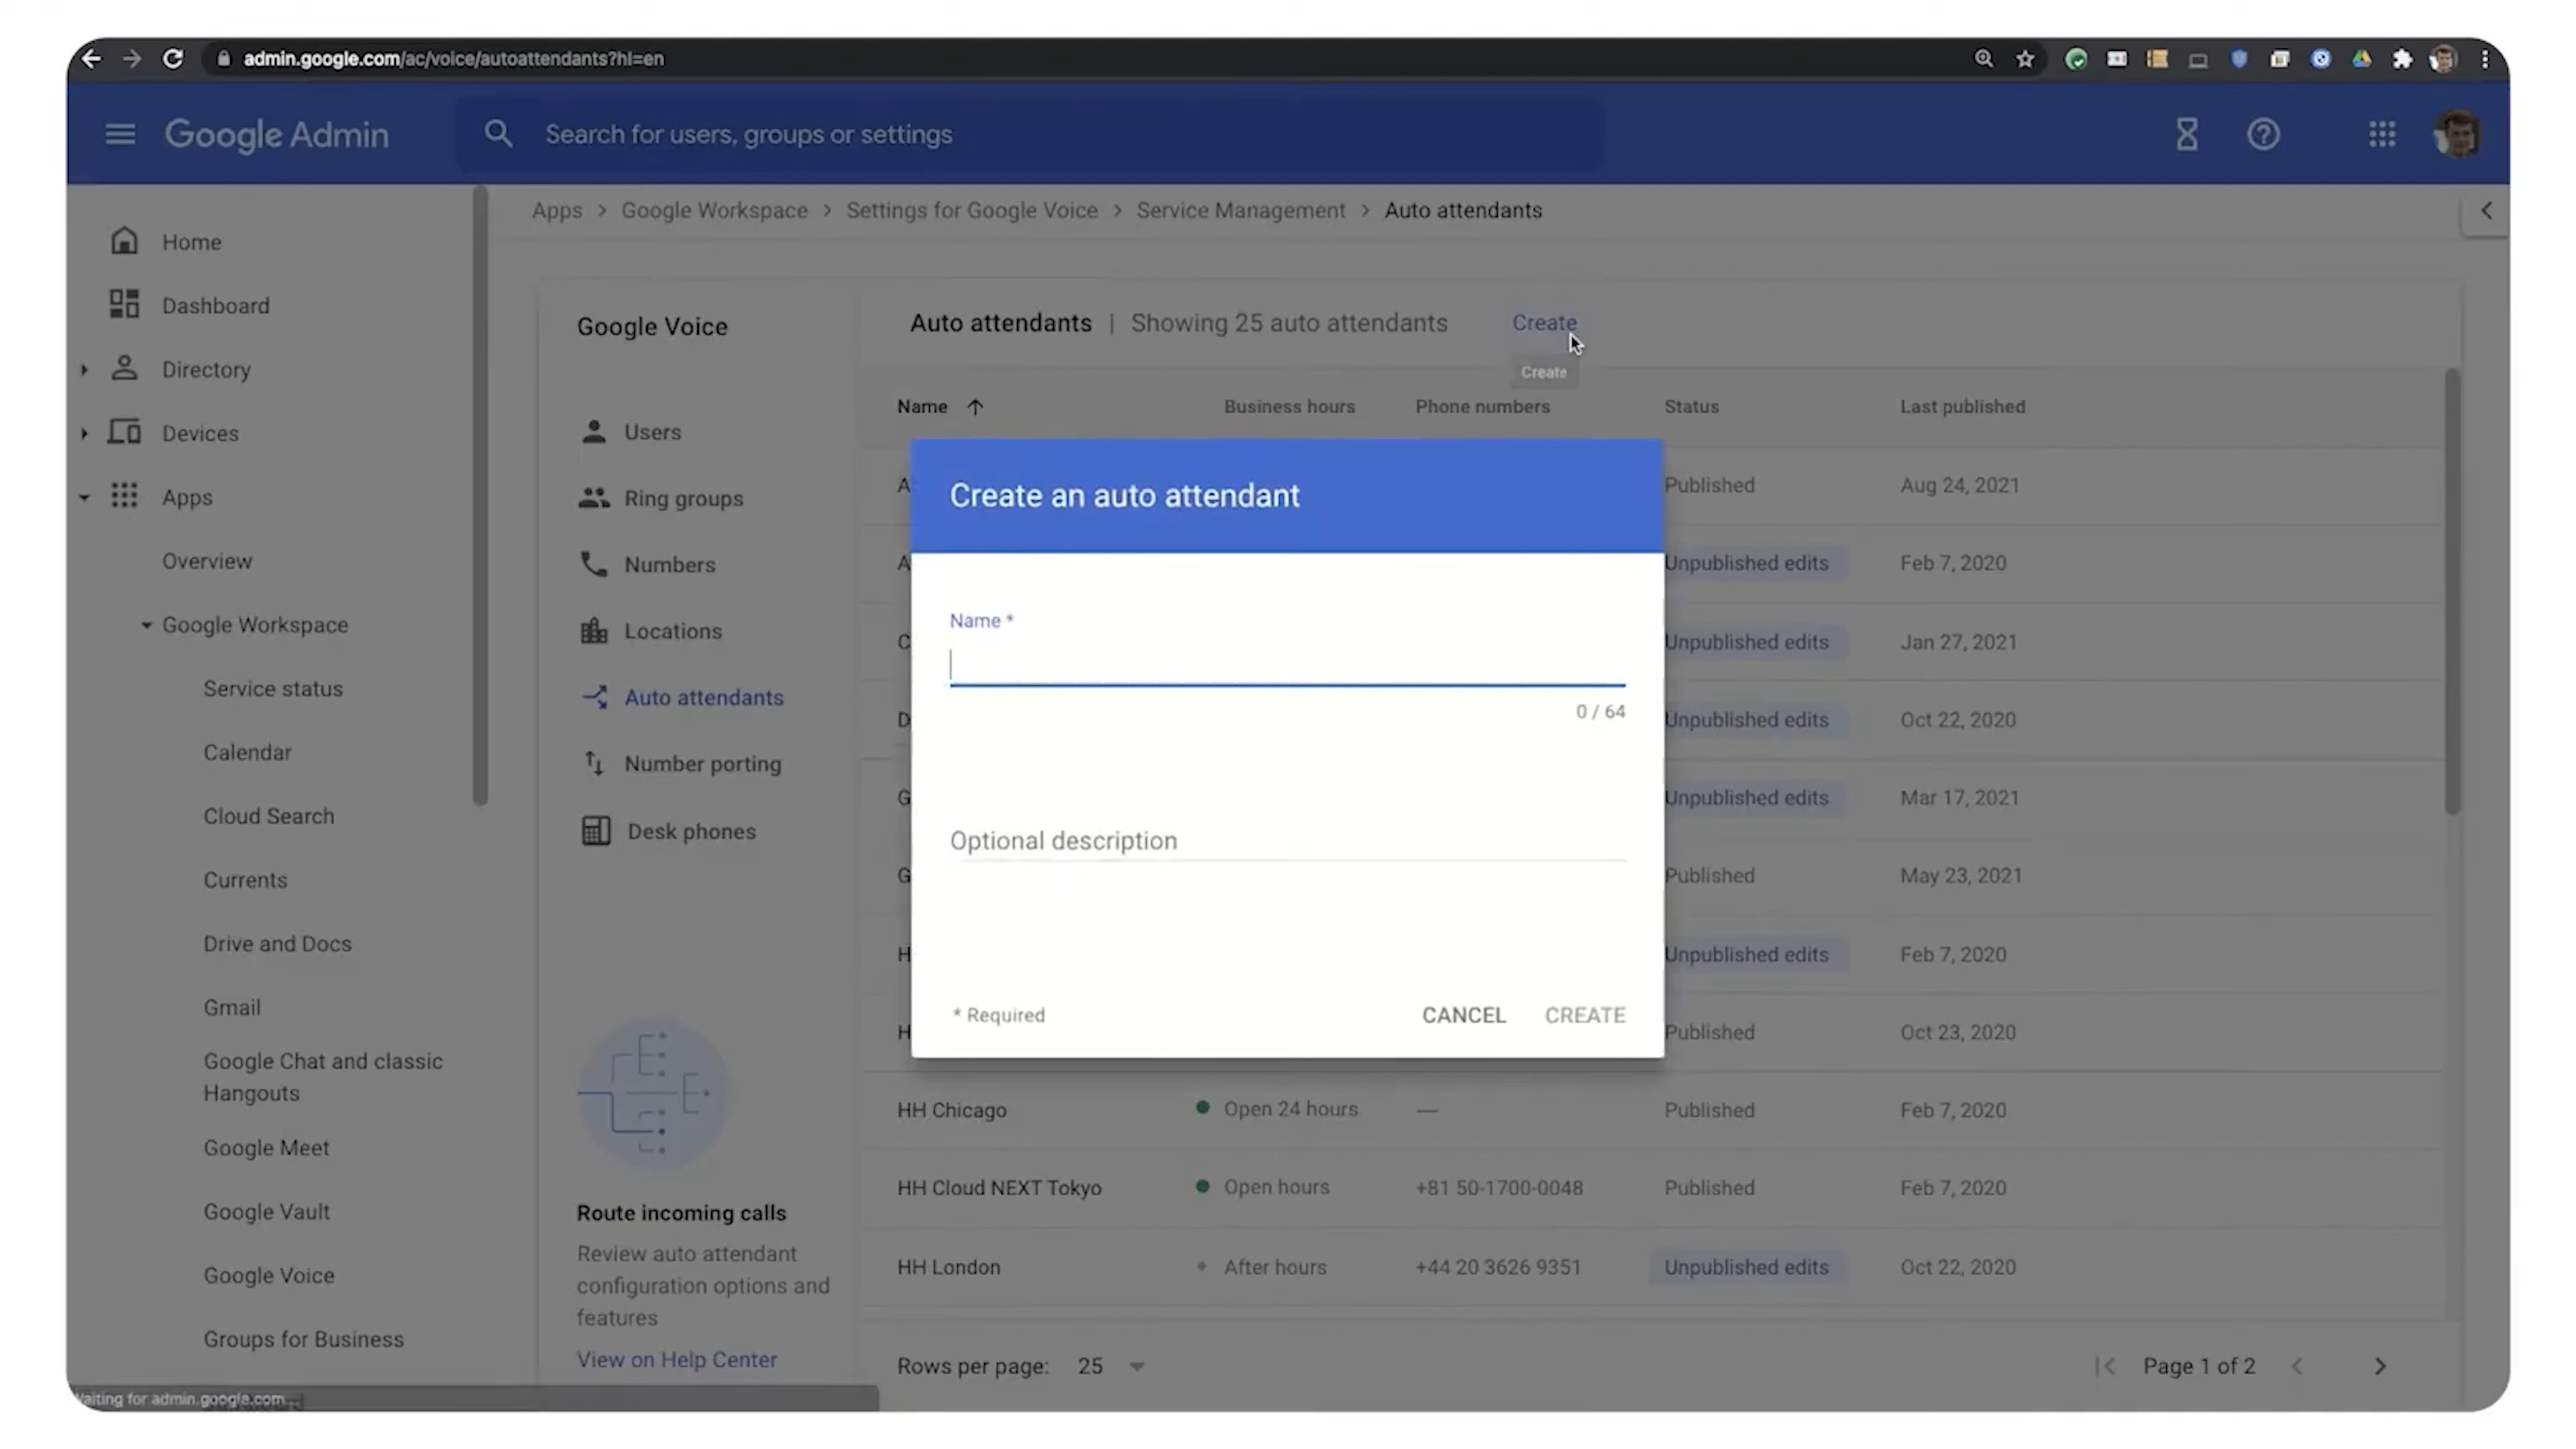 admin.google.com/ac/voice/autoattendants?hl=en
Google Admin
Search for users, groups or settings
Apps > Google Workspace > Settings for Google Voice > Service Management > Auto attendants
Home
Dashboard
Directory
Devices
Apps
Overview
Google Workspace
Service status
Calendar
Cloud Search
Currents
Drive and Docs
Gmail
Google Chat and classic
Hangouts
Google Meet
Google Vault
Google Voice
Groups for Business
Waiting for admin.google.com...
Google Voice
Users
Ring groups
Numbers
Locations
Auto attendants
Number porting
Desk phones
Route incoming calls
Review auto attendant
configuration options and
features
View on Help Center
Auto attendants | Showing 25 auto attendants Create
Create
Name Business hours Phone numbers Status Last published
A Published Aug 24, 2021
A Unpublished edits Feb 7, 2020
C Unpublished edits Jan 27, 2021
D Unpublished edits Oct 22, 2020
G Unpublished edits Mar 17, 2021
G Published May 23, 2021
H Unpublished edits Feb 7, 2020
H Published Oct 23, 2020
HH Chicago Open 24 hours — Published Feb 7, 2020
HH Cloud NEXT Tokyo Open hours +81 50-1700-0048 Published Feb 7, 2020
HH London After hours +44 20 3626 9351 Unpublished edits Oct 22, 2020
Rows per page: 25 Page 1 of 2
Create an auto attendant
Name *
0 / 64
Optional description
* Required CANCEL CREATE